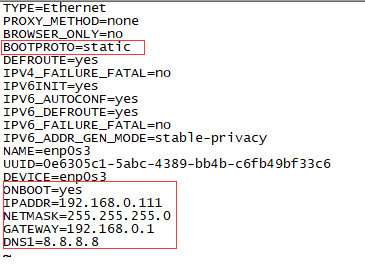 TYPE=Ethernet
PROXY_METHOD=none
BROWSER_ONLY=no
BOOTPROTO=static
DEFROUTE=yes
IPV4_FAILURE_FATAL=no
IPV6INIT=yes
IPV6_AUTOCONF=yes
IPV6_DEFROUTE=yes
IPV6_FAILURE_FATAL=no
IPV6_ADDR_GEN_MODE=stable-privacy
NAME=enp0s3
UUID=0e6305c1-5abc-4389-bb4b-c6fb49bf33c6
DEVICE=enp0s3
ONBOOT=yes
IPADDR=192.168.0.111
NETMASK=255.255.255.0
GATEWAY=192.168.0.1
DNS1=8.8.8.8
~